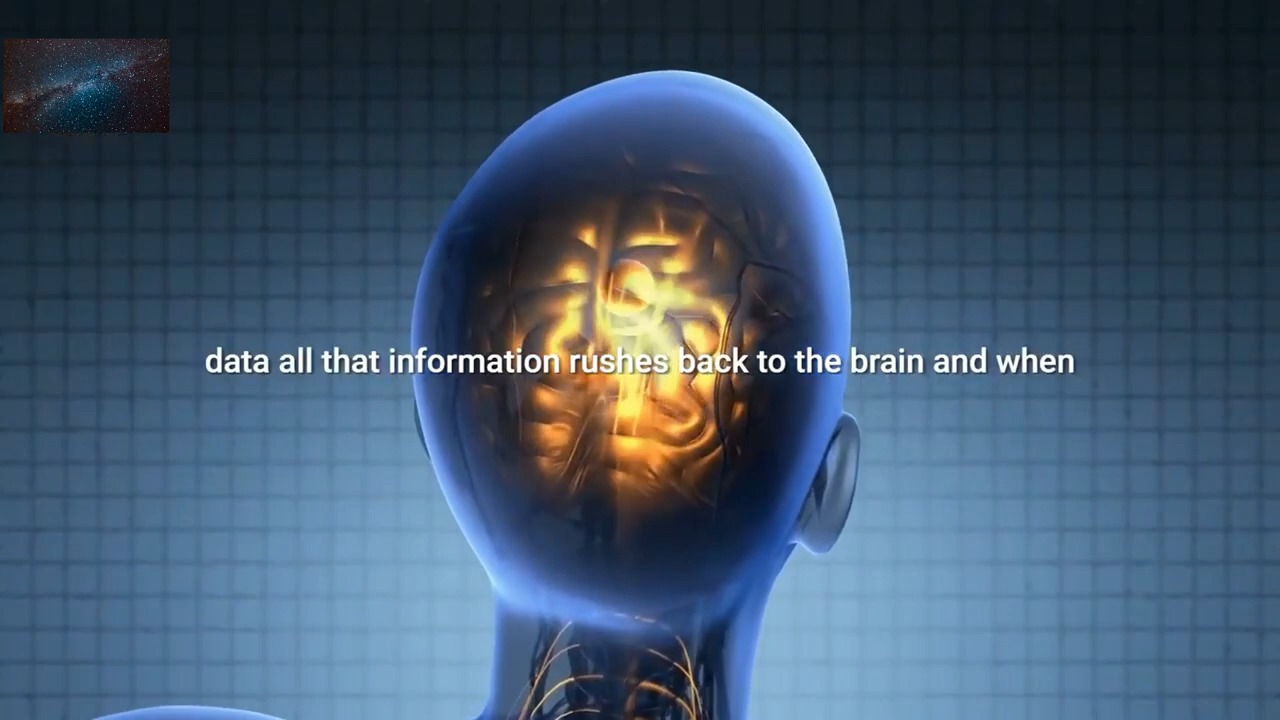 data all that information rushes back to the brain and when